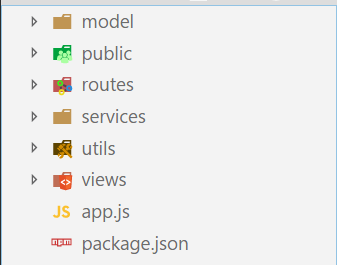 model
public
routes
services
utils
views
JS app.js
npm package.json